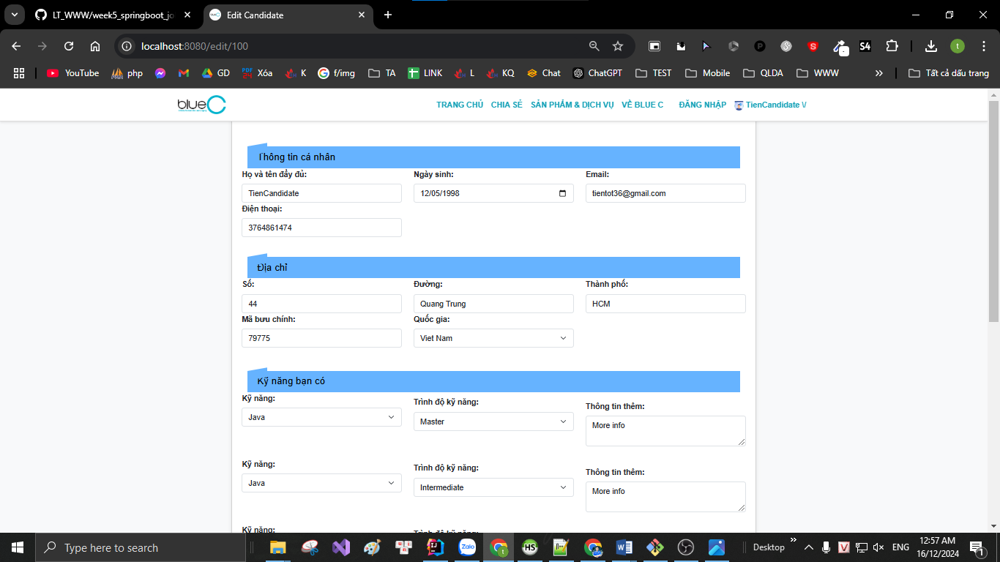 LT_WWW/week5_springboot_jo
blueC Edit Candidate
localhost:8080/edit/100
YouTube php GD PDF 24 Xóa K f/img TA LINK L KQ Chat ChatGPT TEST Mobile QLDA WWW » Tất cả dấu trang
blueC TRANG CHỦ CHIA SẺ SẢN PHẨM & DỊCH VỤ VỀ BLUE C ĐĂNG NHẬP TienCandidate \/
Thông tin cá nhân
Họ và tên đầy đủ: Ngày sinh: Email:
TienCandidate 12/05/1998 tientot36@gmail.com
Điện thoại:
3764861474
Địa chỉ
Số: Đường: Thành phố:
44 Quang Trung HCM
Mã bưu chính: Quốc gia:
79775 Viet Nam
Kỹ năng bạn có
Kỹ năng: Trình độ kỹ năng: Thông tin thêm:
Java Master More info
Kỹ năng: Trình độ kỹ năng: Thông tin thêm:
Java Intermediate More info
Kỹ năng: Trình độ kỹ năng:
Type here to search Zalo HS Desktop » ENG 12:57 AM
16/12/2024 1